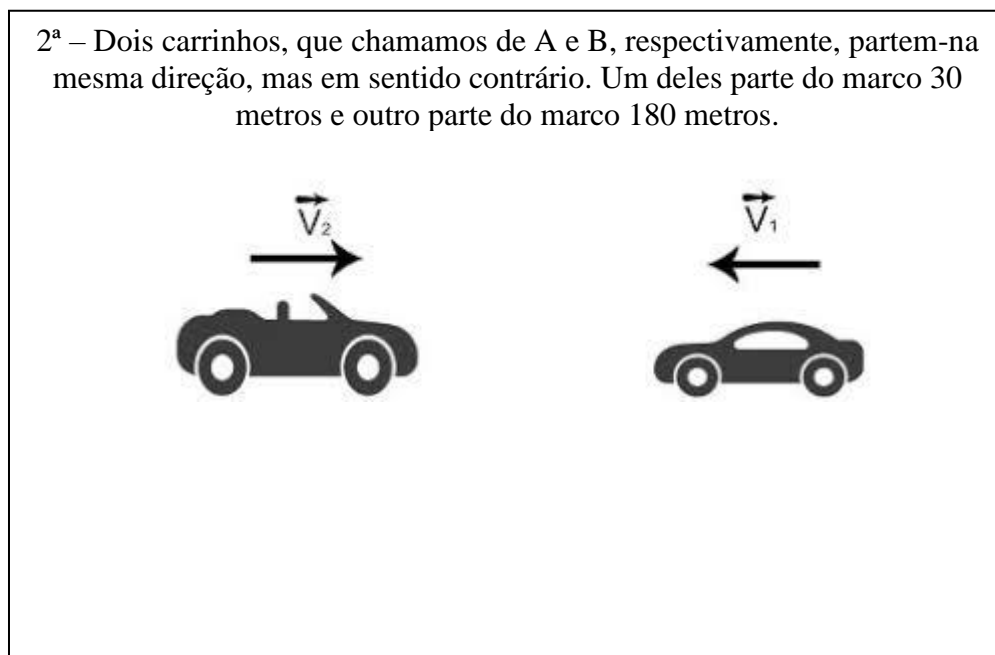 2ª – Dois carrinhos, que chamamos de A e B, respectivamente, partem-na
mesma direção, mas em sentido contrário. Um deles parte do marco 30
metros e outro parte do marco 180 metros.
V₂ V₁